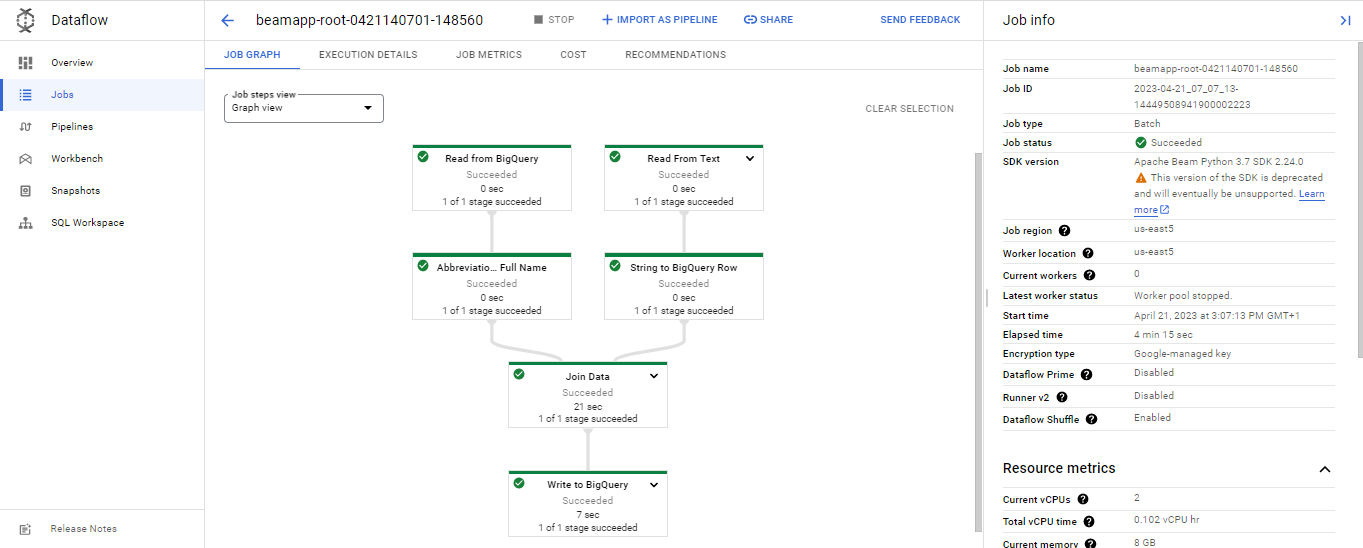 Dataflow
Overview
Jobs
Pipelines
Workbench
Snapshots
SQL Workspace
Release Notes
beamapp-root-0421140701-148560
STOP
IMPORT AS PIPELINE
SHARE
SEND FEEDBACK
JOB GRAPH
EXECUTION DETAILS
JOB METRICS
COST
RECOMMENDATIONS
Job steps view
Graph view
CLEAR SELECTION
Read from BigQuery
Succeeded
0 sec
1 of 1 stage succeeded
Read From Text
Succeeded
0 sec
1 of 1 stage succeeded
Abbreviatio... Full Name
Succeeded
0 sec
1 of 1 stage succeeded
String to BigQuery Row
Succeeded
0 sec
1 of 1 stage succeeded
Join Data
Succeeded
21 sec
1 of 1 stage succeeded
Write to BigQuery
Succeeded
7 sec
1 of 1 stage succeeded
Job info
Job name beamapp-root-0421140701-148560
Job ID 2023-04-21_07_07_13-
14449508941900002223
Job type Batch
Job status Succeeded
SDK version Apache Beam Python 3.7 SDK 2.24.0
This version of the SDK is deprecated
and will eventually be unsupported. Learn
more
Job region us-east5
Worker location us-east5
Current workers 0
Latest worker status Worker pool stopped.
Start time April 21, 2023 at 3:07:13 PM GMT+1
Elapsed time 4 min 15 sec
Encryption type Google-managed key
Dataflow Prime Disabled
Runner v2 Disabled
Dataflow Shuffle Enabled
Resource metrics
Current vCPUs 2
Total vCPU time 0.102 vCPU hr
Current memory 8 GB